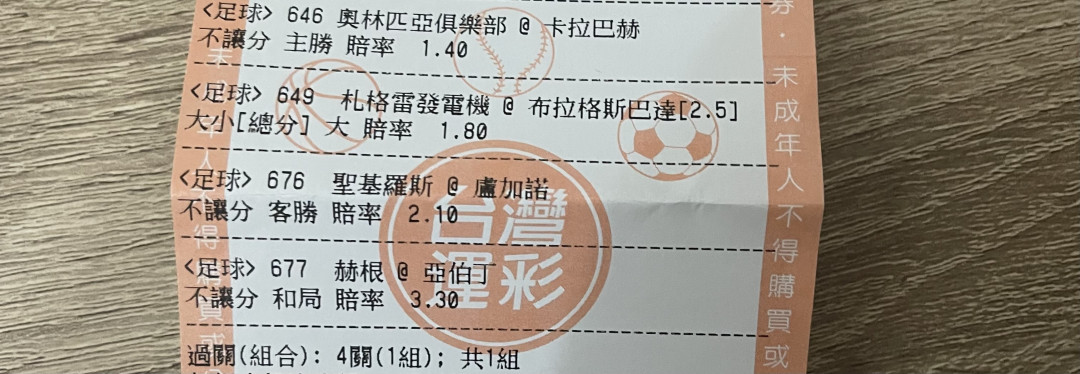 <足球> 646 奧林匹亞俱樂部 @ 卡拉巴赫
不讓分 主勝 賠率 1.40
<足球> 649 札格雷發電機 @ 布拉格斯巴達[2.5]
大小[總分] 大 賠率 1.80
<足球> 676 聖基羅斯 @ 盧加諾
不讓分 客勝 賠率 2.10
<足球> 677 赫根 @ 亞伯丁
不讓分 和局 賠率 3.30
過關(組合): 4關(1組); 共1組
台灣
運彩
券．未成年人不得購買或